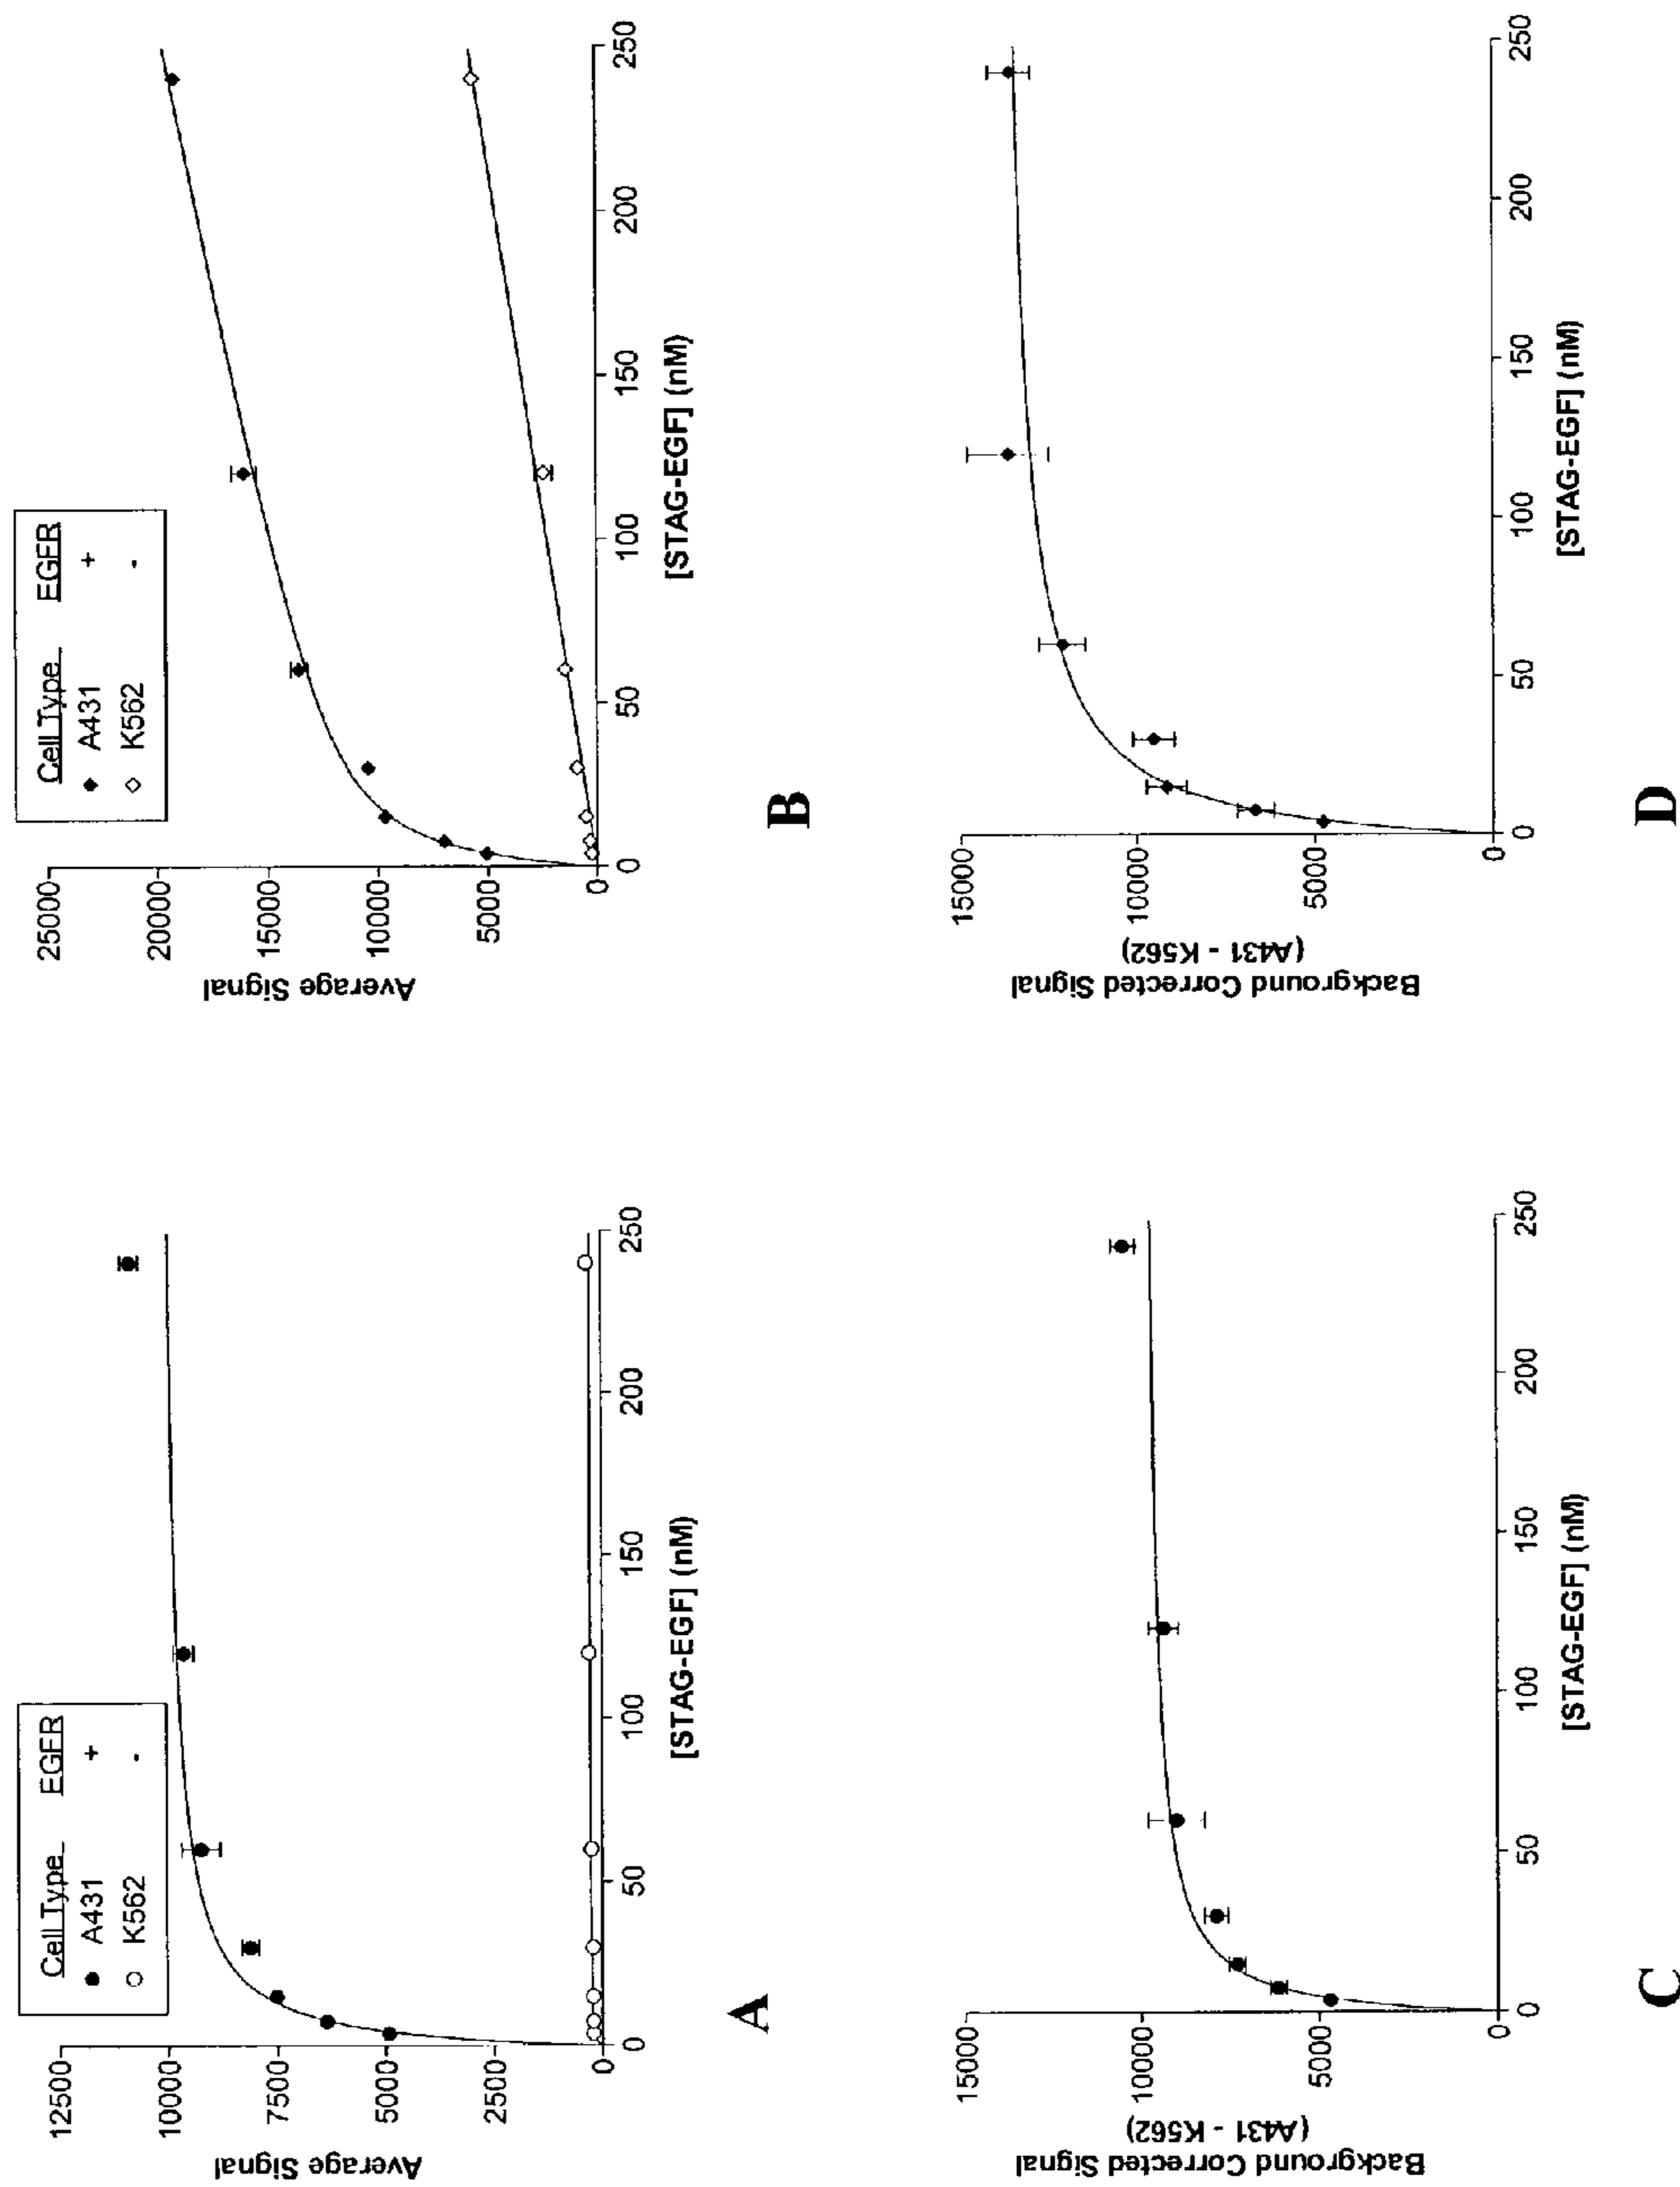 Cell Type EGFR
A431 +
K562 -
12500
10000
7500
5000
2500
0
Average Signal
0 50 100 150 200 250
[STAG-EGF] (nM)
A
Cell Type EGFR
A431 +
K562 -
25000
200000
15000
10000
5000
0
Average Signal
0 50 100 150 200 250
[STAG-EGF] (nM)
B
15000
10000
50000
0
Background Corrected Signal
(A431 - K562)
0 50 100 150 200 250
[STAG-EGF] (nM)
C
15000
10000
50000
0
Background Corrected Signal
(A431 - K562)
0 50 100 150 200 250
[STAG-EGF] (nM)
D